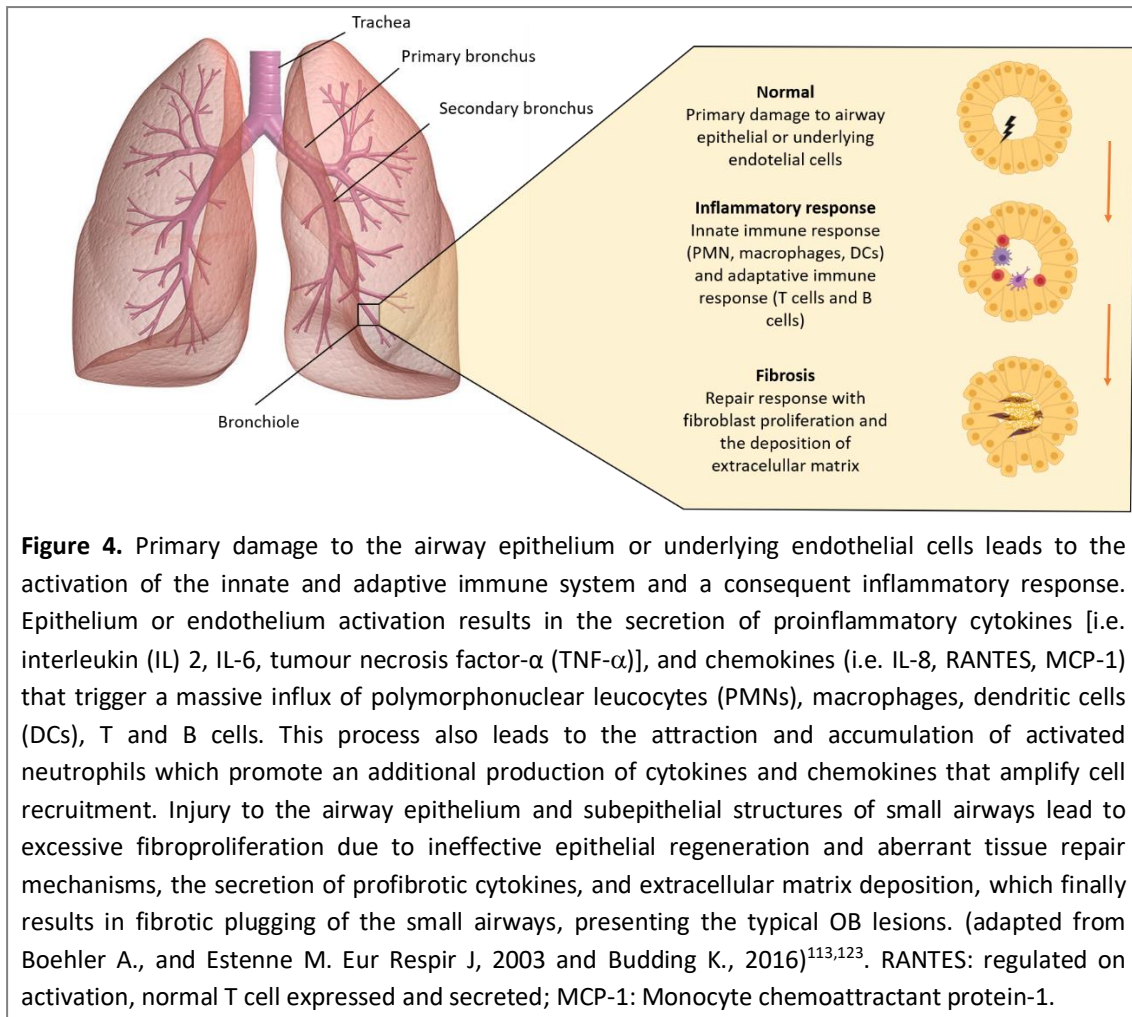 Trachea
Primary bronchus
Secondary bronchus
Bronchiole
Normal
Primary damage to airway
epithelial or underlying
endotelial cells
Inflammatory response
Innate immune response
(PMN, macrophages, DCs)
and adaptative immune
response (T cells and B
cells)
Fibrosis
Repair response with
fibroblast proliferation and
the deposition of
extracelullar matrix
Figure 4. Primary damage to the airway epithelium or underlying endothelial cells leads to the
activation of the innate and adaptive immune system and a consequent inflammatory response.
Epithelium or endothelium activation results in the secretion of proinflammatory cytokines [i.e.
interleukin (IL) 2, IL-6, tumour necrosis factor-α (TNF-α)], and chemokines (i.e. IL-8, RANTES, MCP-1)
that trigger a massive influx of polymorphonuclear leucocytes (PMNs), macrophages, dendritic cells
(DCs), T and B cells. This process also leads to the attraction and accumulation of activated
neutrophils which promote an additional production of cytokines and chemokines that amplify cell
recruitment. Injury to the airway epithelium and subepithelial structures of small airways lead to
excessive fibroproliferation due to ineffective epithelial regeneration and aberrant tissue repair
mechanisms, the secretion of profibrotic cytokines, and extracellular matrix deposition, which finally
results in fibrotic plugging of the small airways, presenting the typical OB lesions. (adapted from
Boehler A., and Estenne M. Eur Respir J, 2003 and Budding K., 2016)113,123. RANTES: regulated on
activation, normal T cell expressed and secreted; MCP-1: Monocyte chemoattractant protein-1.